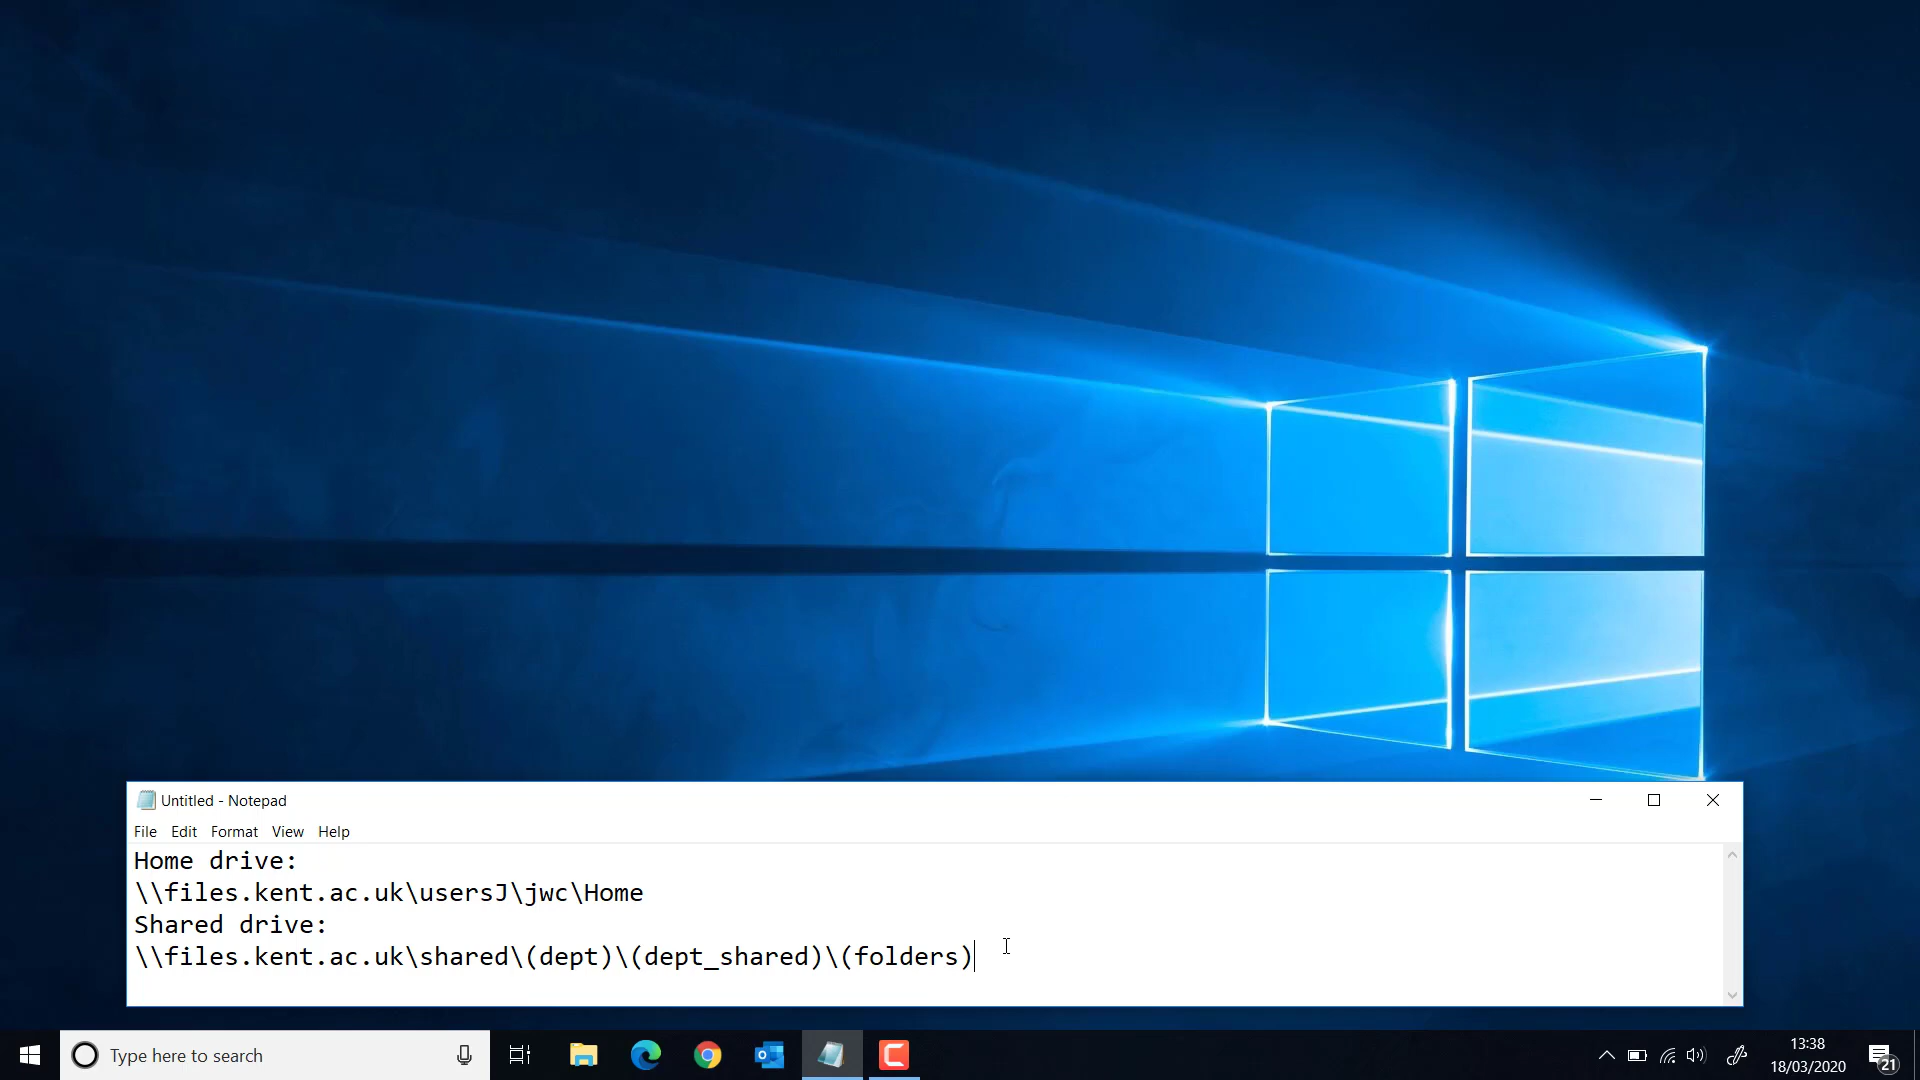 Untitled - Notepad
File Edit Format View Help
Home drive:
\\files.kent.ac.uk\usersJ\jwc\Home
Shared drive:
\\files.kent.ac.uk\shared\(dept)\(dept_shared)\(folders)
Type here to search
13:38
18/03/2020
21